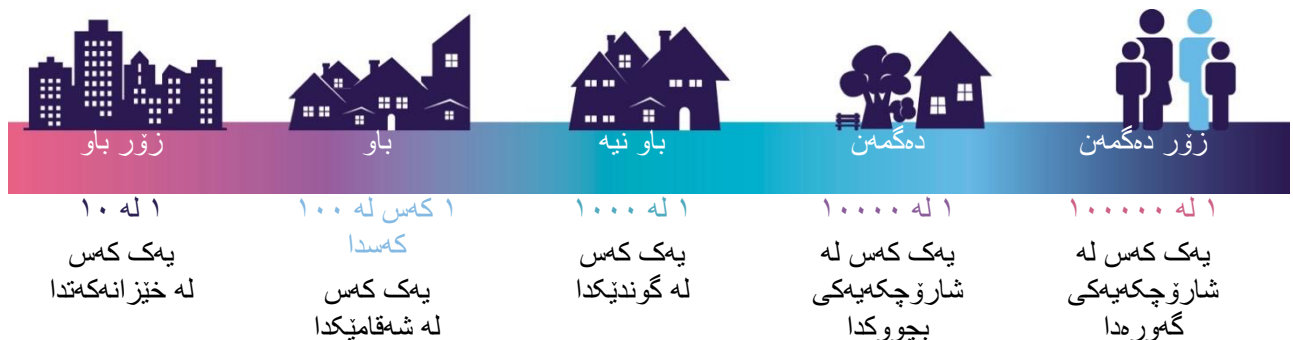 زۆر دەگمەن
دەگمەن
باو نیە
باو
زۆر باو
١ لە ١٠٠٠٠٠
یەک کەس لە
شارۆچکەیەکی
گەورەدا
١ لە ١٠٠٠٠
یەک کەس لە
شارۆچکەیەکی
بچووکدا
١ لە ١٠٠٠
یەک کەس
لە گوندێکدا
١ کەس لە ١٠٠
کەسدا
یەک کەس
لە شەقامێکدا
١ لە ١٠
یەک کەس
لە خێزانەکەتدا